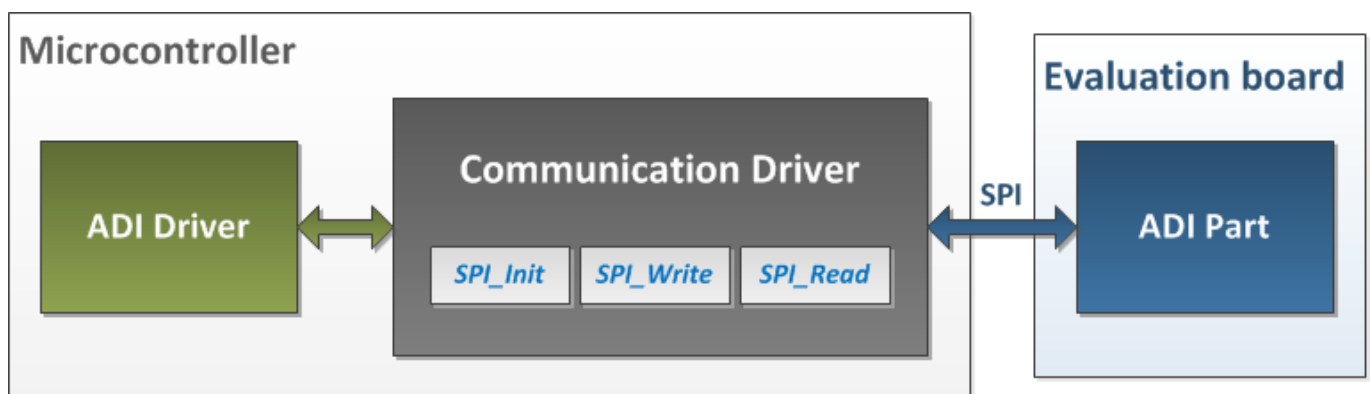 Microcontroller
Evaluation board
Communication Driver
ADI Driver
SPI
ADI Part
SPI_Init
SPI_Write
SPI_Read